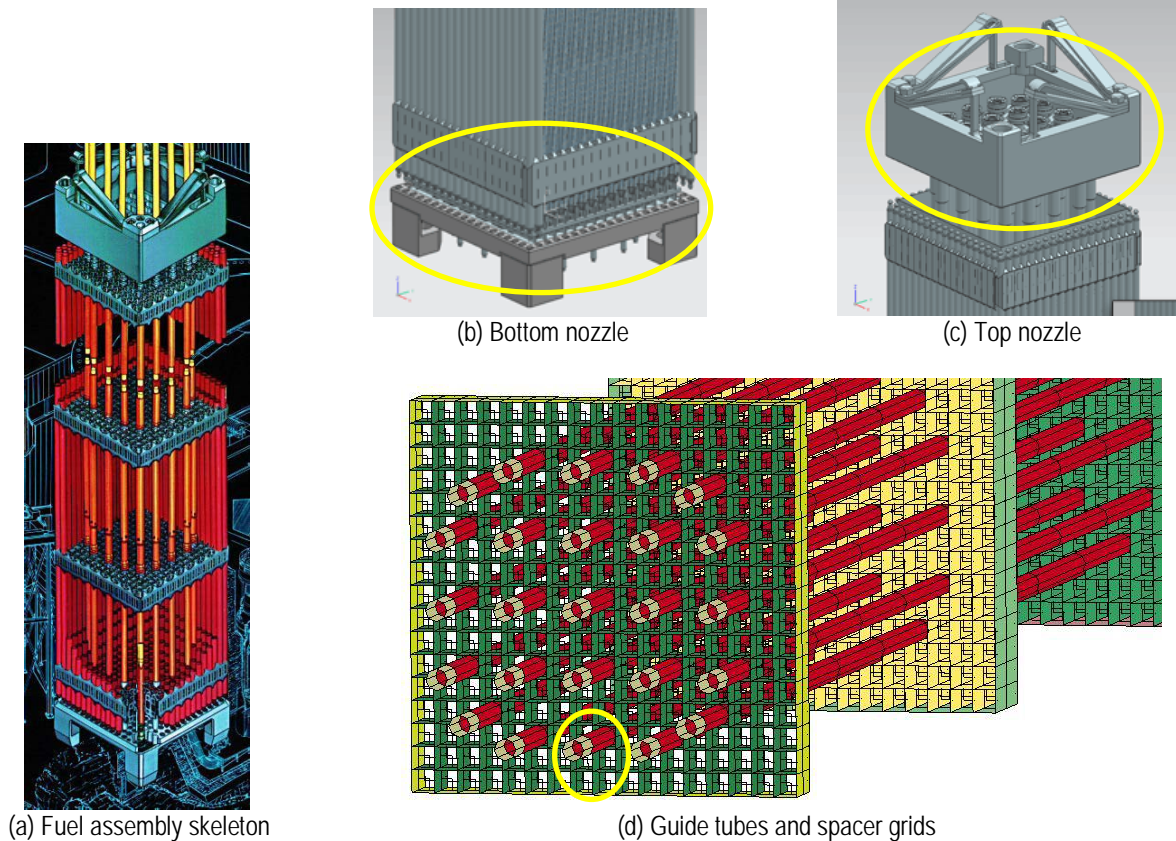 (b) Bottom nozzle
(c) Top nozzle
(a) Fuel assembly skeleton
(d) Guide tubes and spacer grids